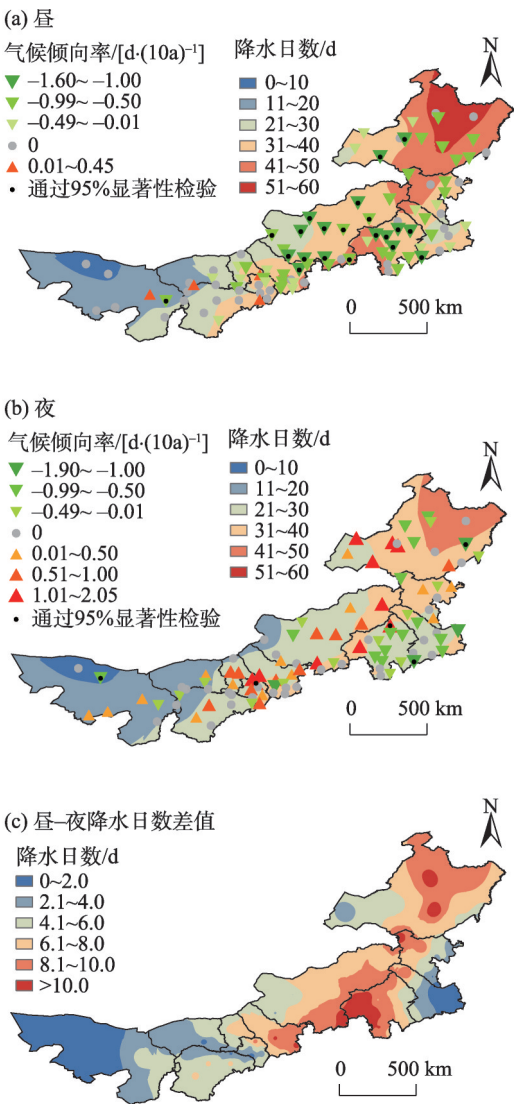 (a) 昼
气候倾向率/[d·(10a)⁻¹]
−1.60~ −1.00
−0.99~ −0.50
−0.49~ −0.01
0
0.01~0.45
通过95%显著性检验
降水日数/d
0~10
11~20
21~30
31~40
41~50
51~60
N
0 500 km
(b) 夜
气候倾向率/[d·(10a)⁻¹]
−1.90~ −1.00
−0.99~ −0.50
−0.49~ −0.01
0
0.01~0.50
0.51~1.00
1.01~2.05
通过95%显著性检验
降水日数/d
0~10
11~20
21~30
31~40
41~50
51~60
N
0 500 km
(c) 昼−夜降水日数差值
降水日数/d
0~2.0
2.1~4.0
4.1~6.0
6.1~8.0
8.1~10.0
>10.0
N
0 500 km